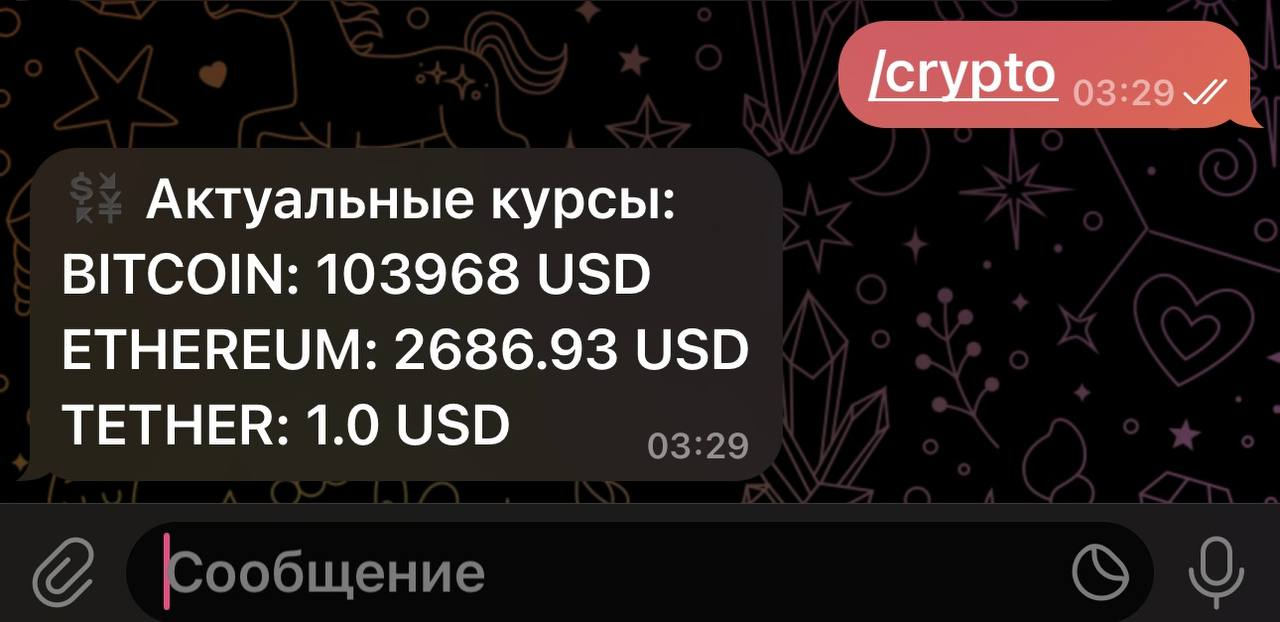 /crypto 03:29
💱 Актуальные курсы:
BITCOIN: 103968 USD
ETHEREUM: 2686.93 USD
TETHER: 1.0 USD
03:29
Сообщение